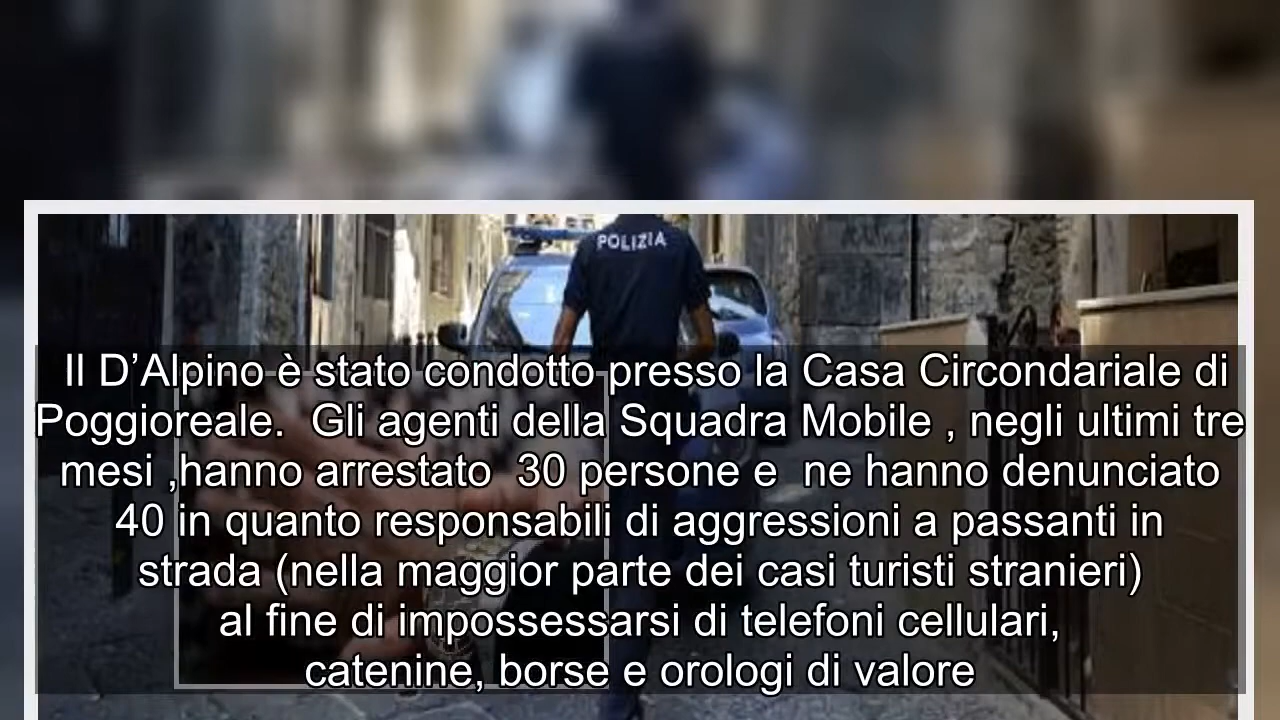 POLIZIA
Il D’Alpino è stato condotto presso la Casa Circondariale di
Poggioreale.  Gli agenti della Squadra Mobile , negli ultimi tre
mesi ,hanno arrestato  30 persone e  ne hanno denunciato
40 in quanto responsabili di aggressioni a passanti in
strada (nella maggior parte dei casi turisti stranieri)
al fine di impossessarsi di telefoni cellulari,
catenine, borse e orologi di valore